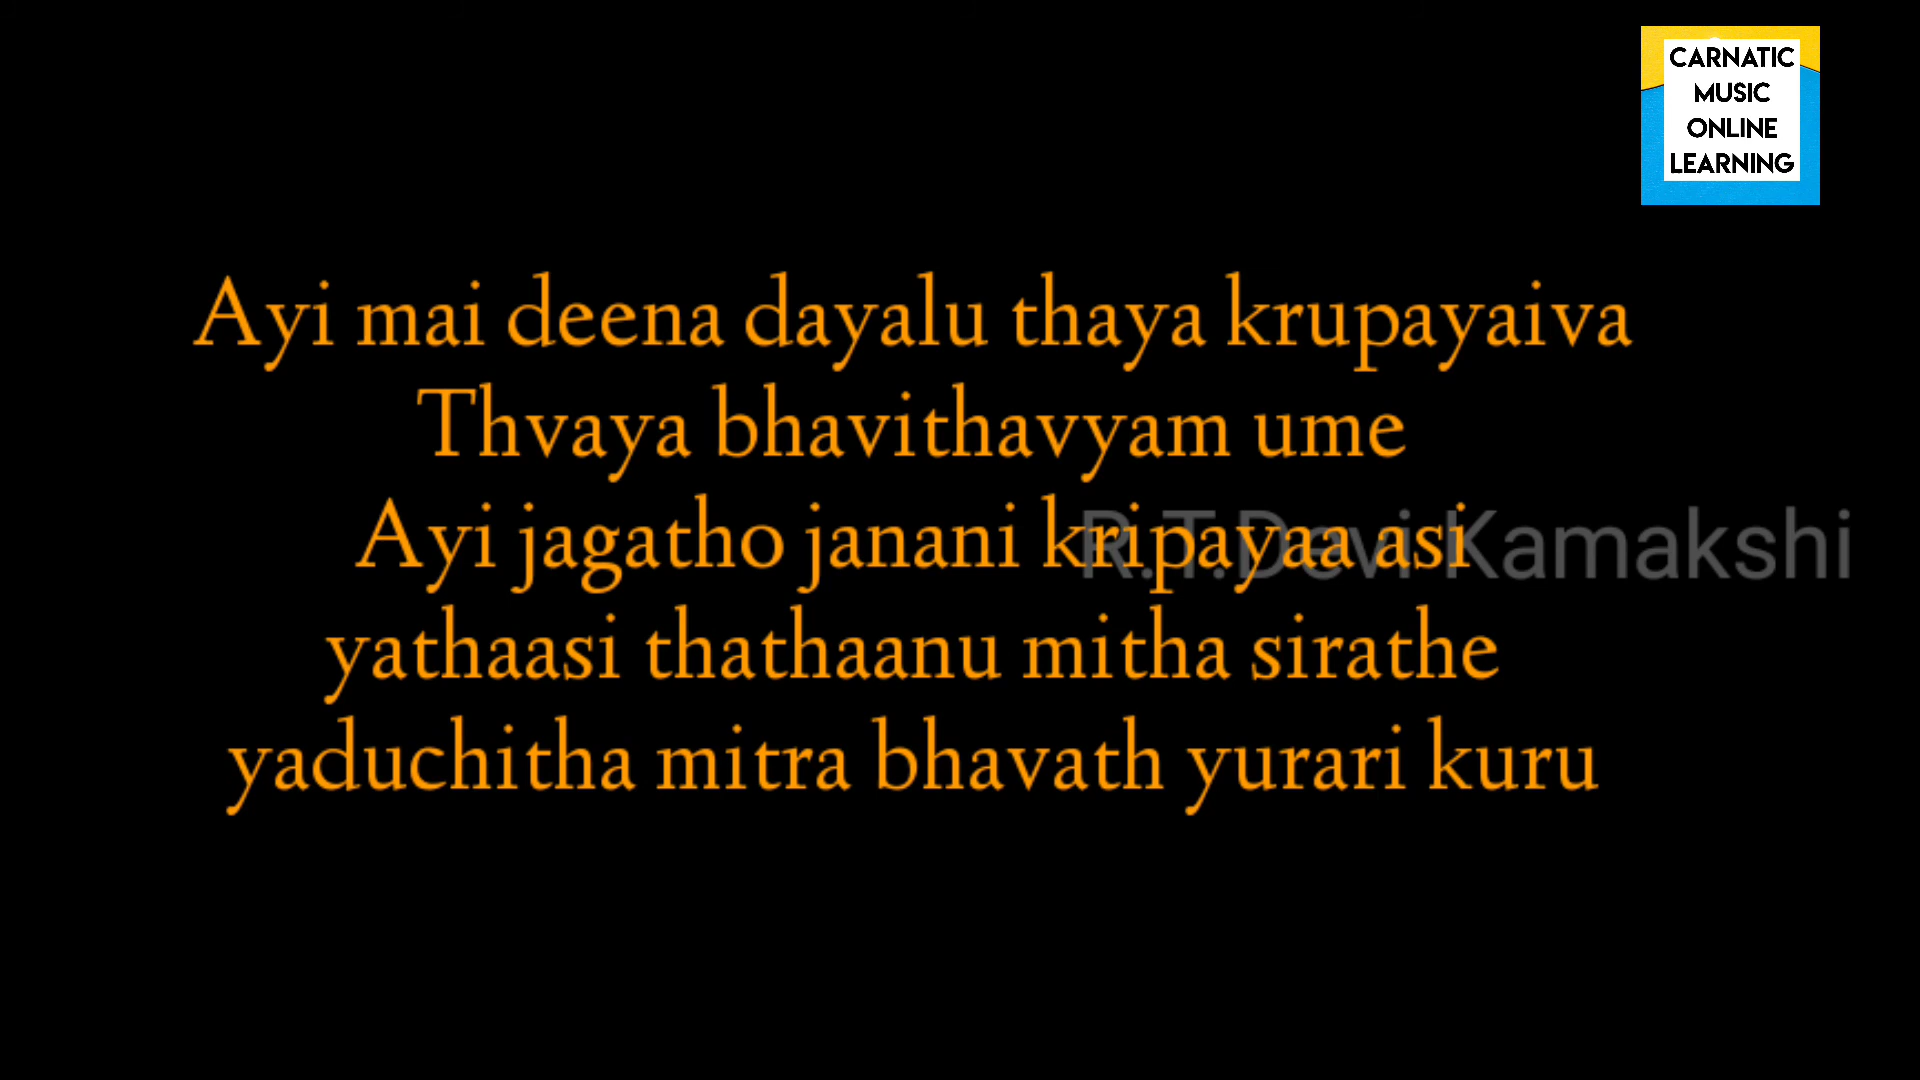 CARNATIC
MUSIC
ONLINE
LEARNING
Ayi mai deena dayalu thaya krupayaiva
Thvaya bhavithavyam ume
Ayi jagatho janani kripayaa asi
R.T.Devi Kamakshi
yathaasi thathaanu mitha sirathe
yaduchitha mitra bhavath yurari kuru